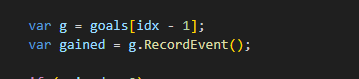 var g = goals[idx - 1];
var gained = g.RecordEvent();